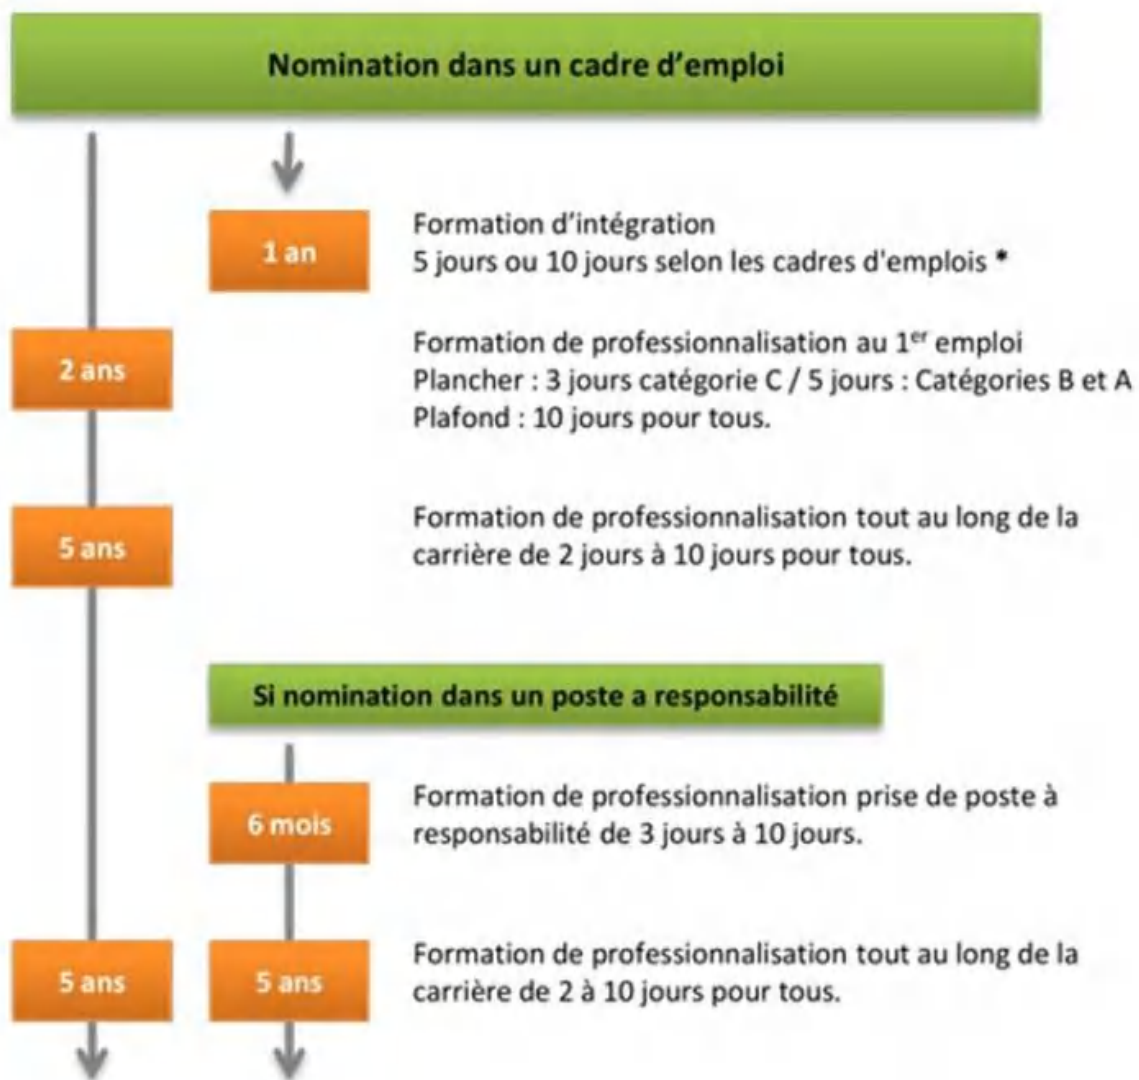 Nomination dans un cadre d'emploi
1 an
Formation d'intégration
5 jours ou 10 jours selon les cadres d'emplois *
2 ans
Formation de professionnalisation au 1er emploi
Plancher : 3 jours catégorie C / 5 jours : Catégories B et A
Plafond : 10 jours pour tous.
5 ans
Formation de professionnalisation tout au long de la
carrière de 2 jours à 10 jours pour tous.
Si nomination dans un poste a responsabilité
6 mois
Formation de professionnalisation prise de poste à
responsabilité de 3 jours à 10 jours.
5 ans
5 ans
Formation de professionnalisation tout au long de la
carrière de 2 à 10 jours pour tous.